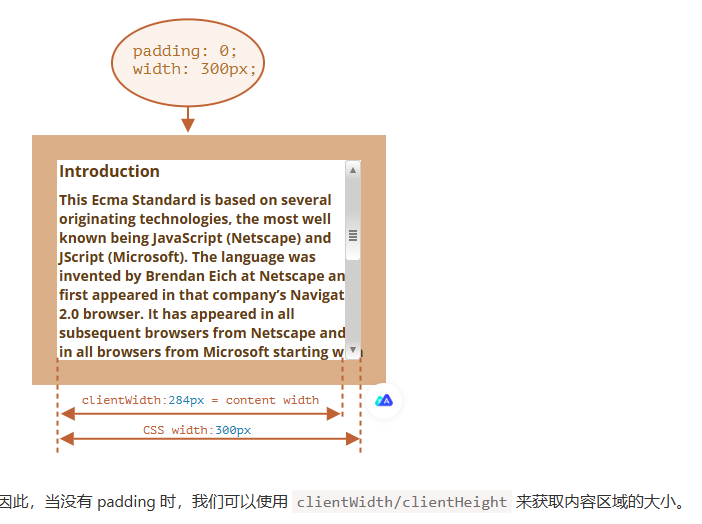 padding: 0;
width: 300px;
Introduction
This Ecma Standard is based on several
originating technologies, the most well
known being JavaScript (Netscape) and
JScript (Microsoft). The language was
invented by Brendan Eich at Netscape an
first appeared in that company’s Navigat
2.0 browser. It has appeared in all
subsequent browsers from Netscape and
in all browsers from Microsoft starting
clientWidth:284px = content width
CSS width:300px
因此，当没有 padding 时，我们可以使用 clientWidth/clientHeight 来获取内容区域的大小。